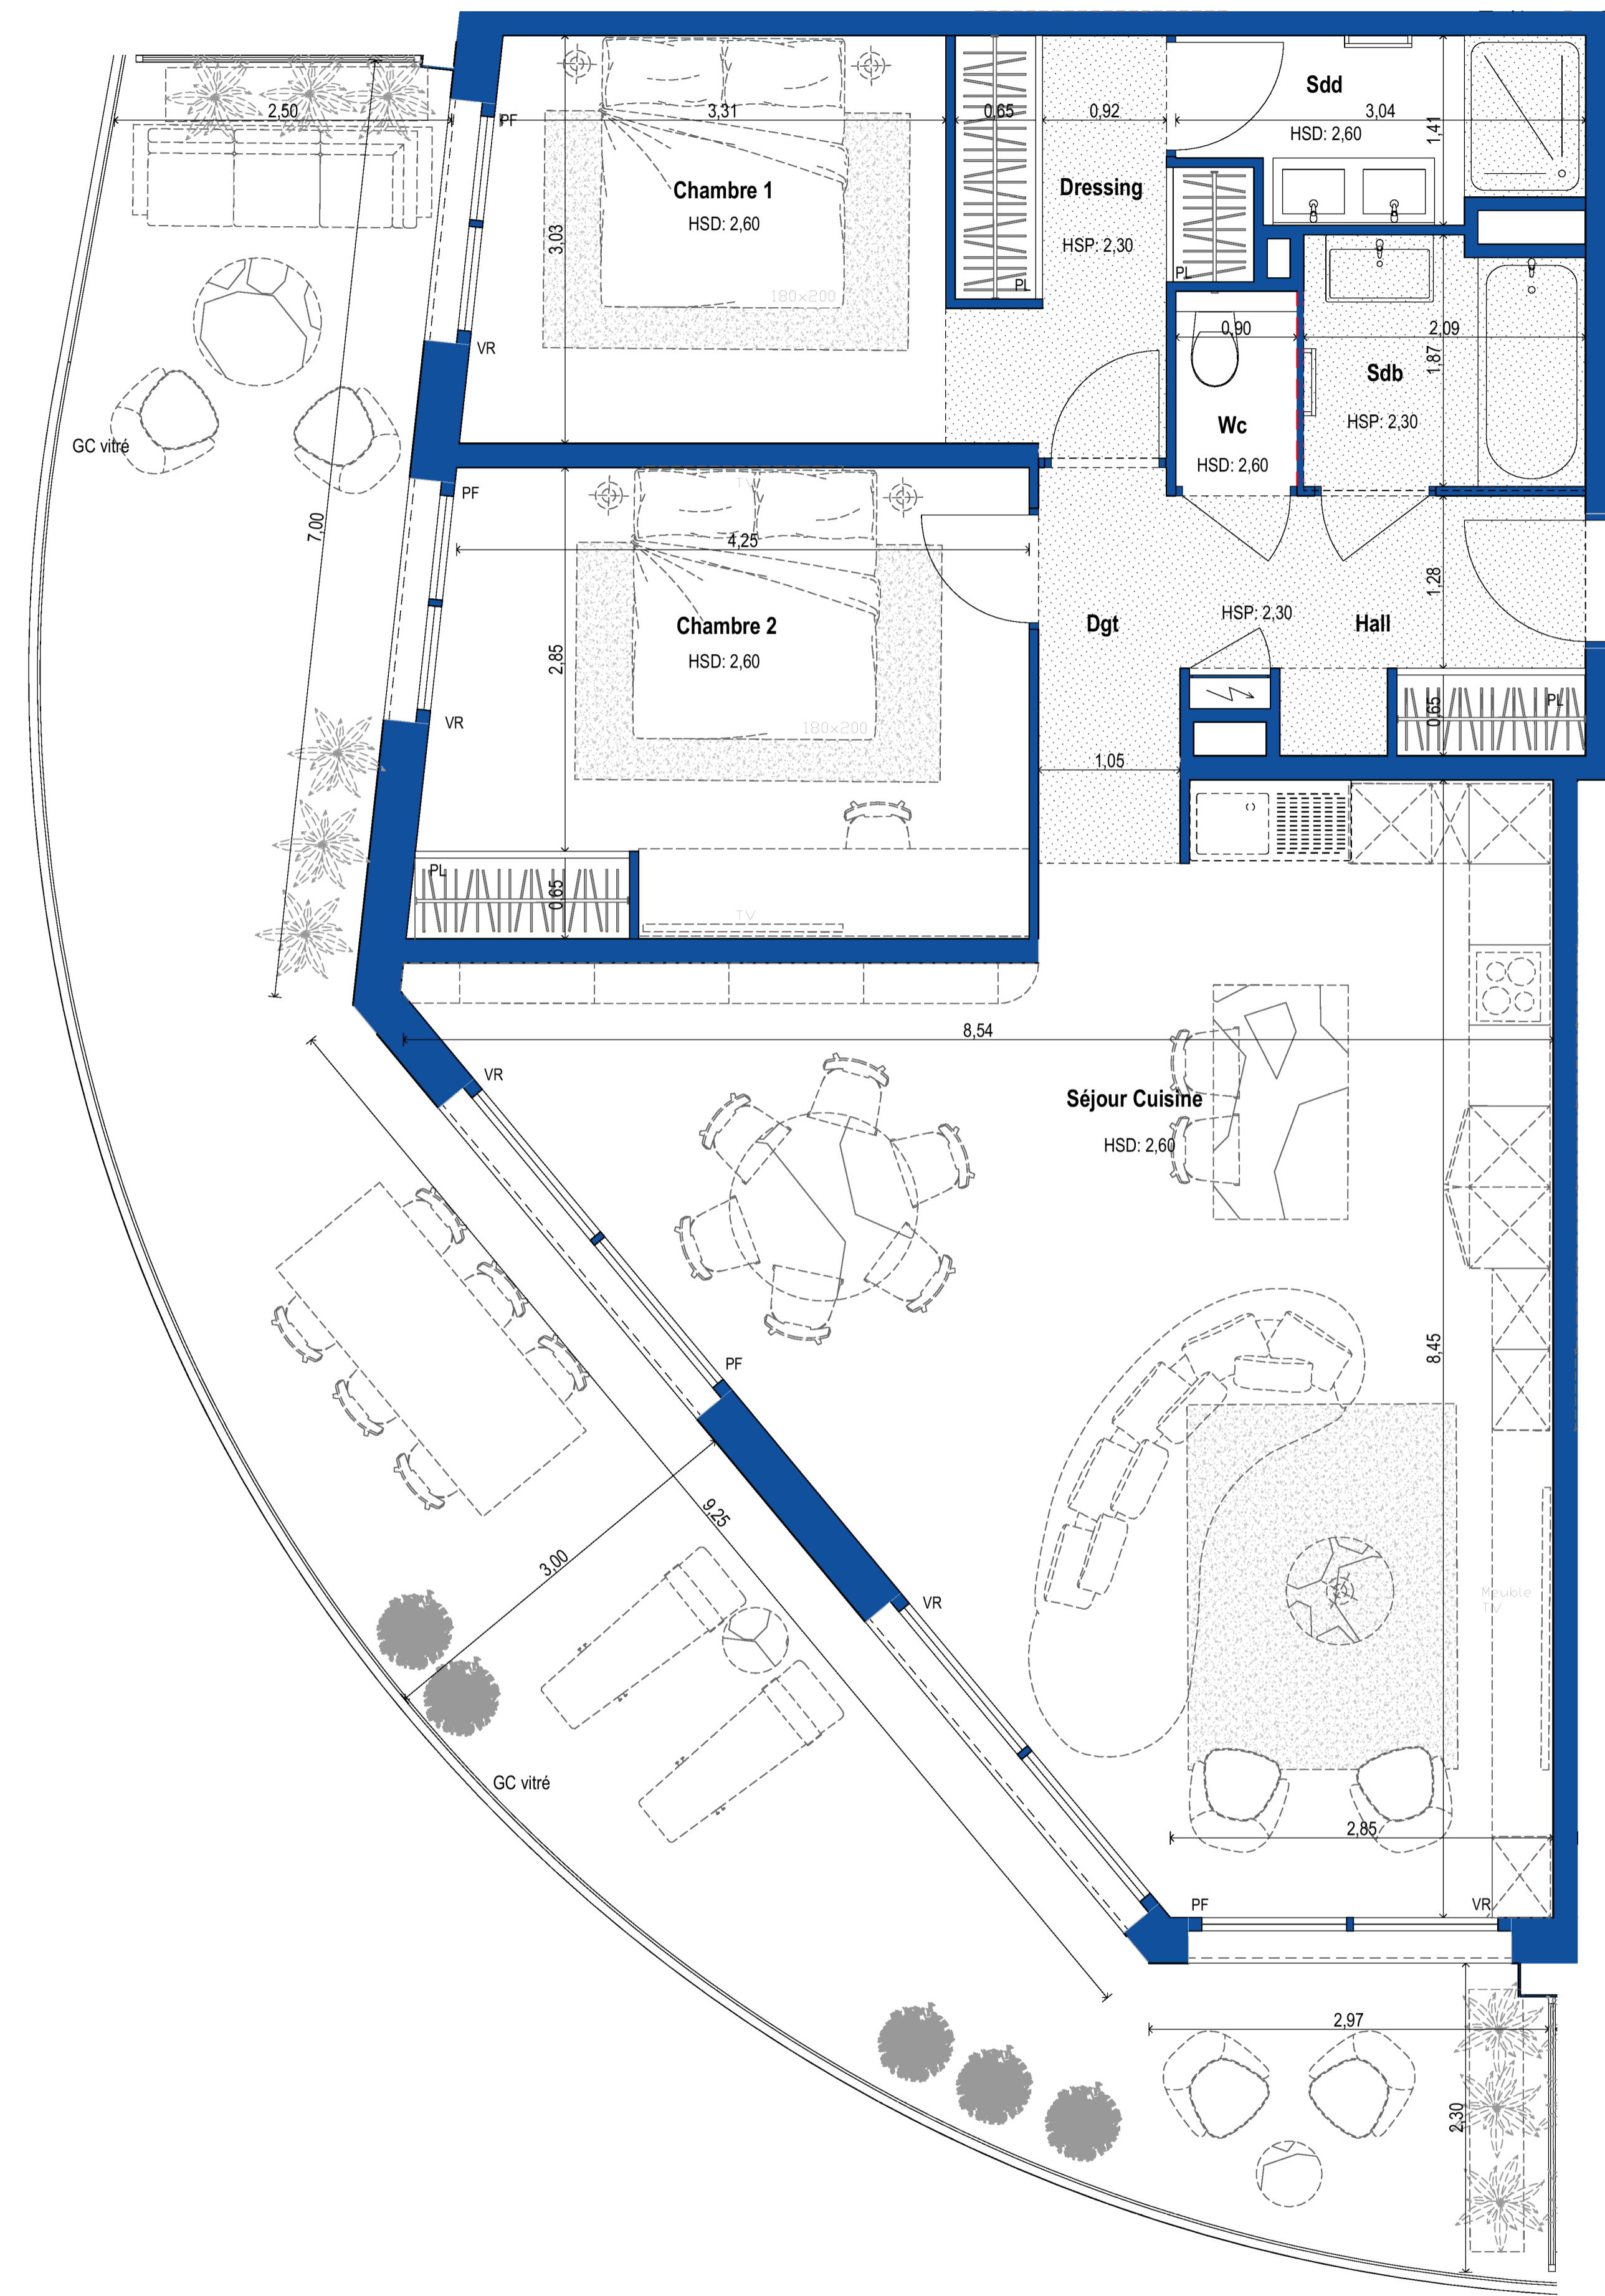 Sdd
2,50
PF
3,31
0,65
0,92
3,04
HSD: 2,60
1,41
Chambre 1
HSD: 2,60
Dressing
HSP: 2,30
3,03
PL
PL
180x200
VR
0,90
2,09
1,87
Sdb
HSP: 2,30
Wc
HSD: 2,60
GC vitré
PF
TV
7,00
4,25
1,28
Chambre 2
HSD: 2,60
Dgt
HSP: 2,30
Hall
2,85
VR
180x200
PL
0,65
1,05
PL
0,65
TV
8,54
VR
Séjour Cuisine
HSD: 2,60
8,45
PF
9,25
3,00
VR
Meuble
TV
GC vitré
2,85
PF
VR
2,97
2,30